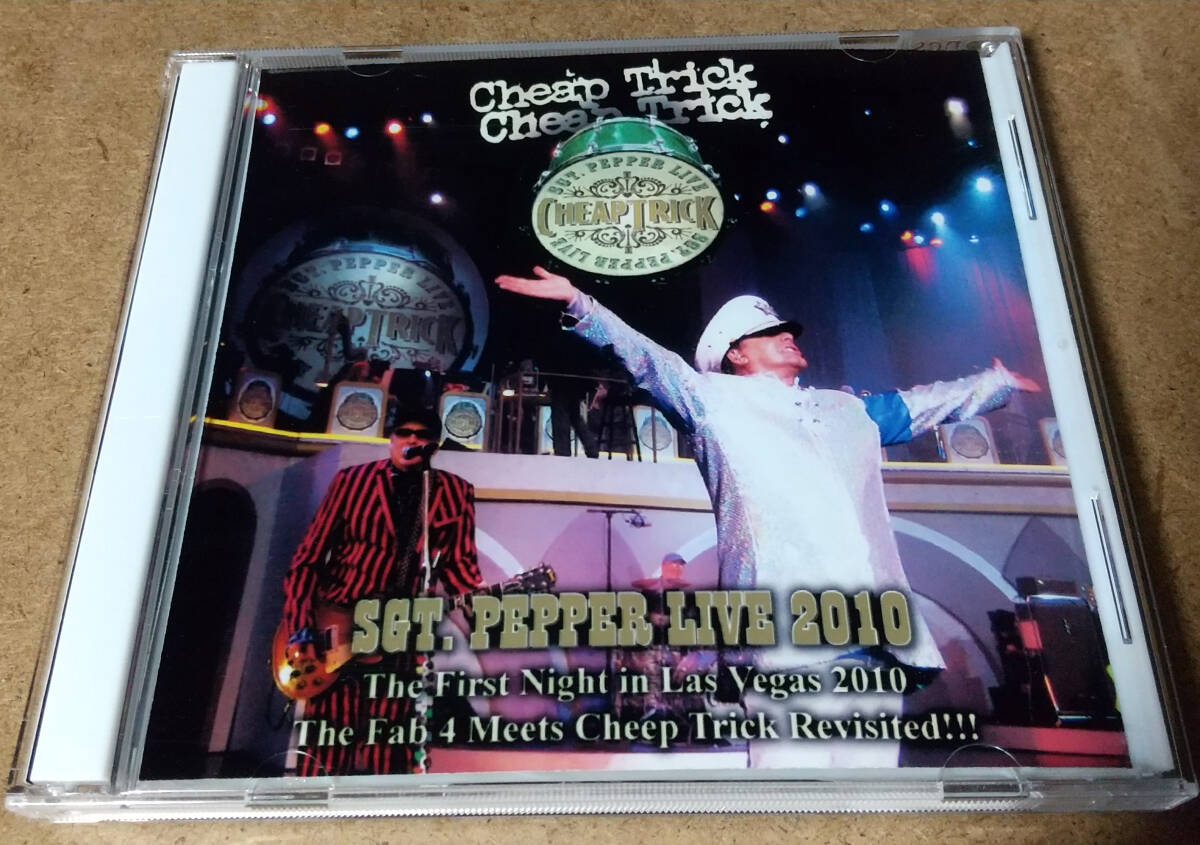 Cheap Trick
Cheap Trick
SGT. PEPPER LIVE
CHEAP TRICK
SGT. PEPPER LIVE
SGT. PEPPER LIVE
CHEAP TRICK
SGT. PEPPER LIVE 2010
The First Night in Las Vegas 2010
The Fab 4 Meets Cheep Trick Revisited!!!